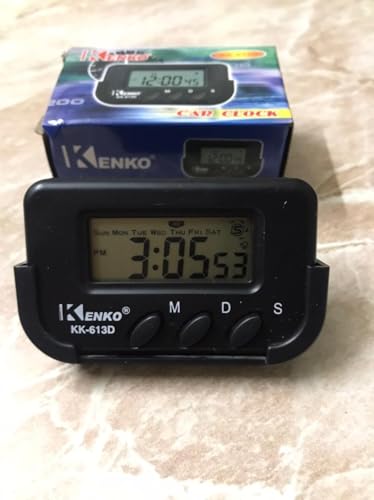 KENKO
12:00 45
M D S
200
CAR CLOCK
KENKO
SUN MON TUE WED THU FRI SAT
S
PM 3:05 53
KENKO®
KK-613D
M D S